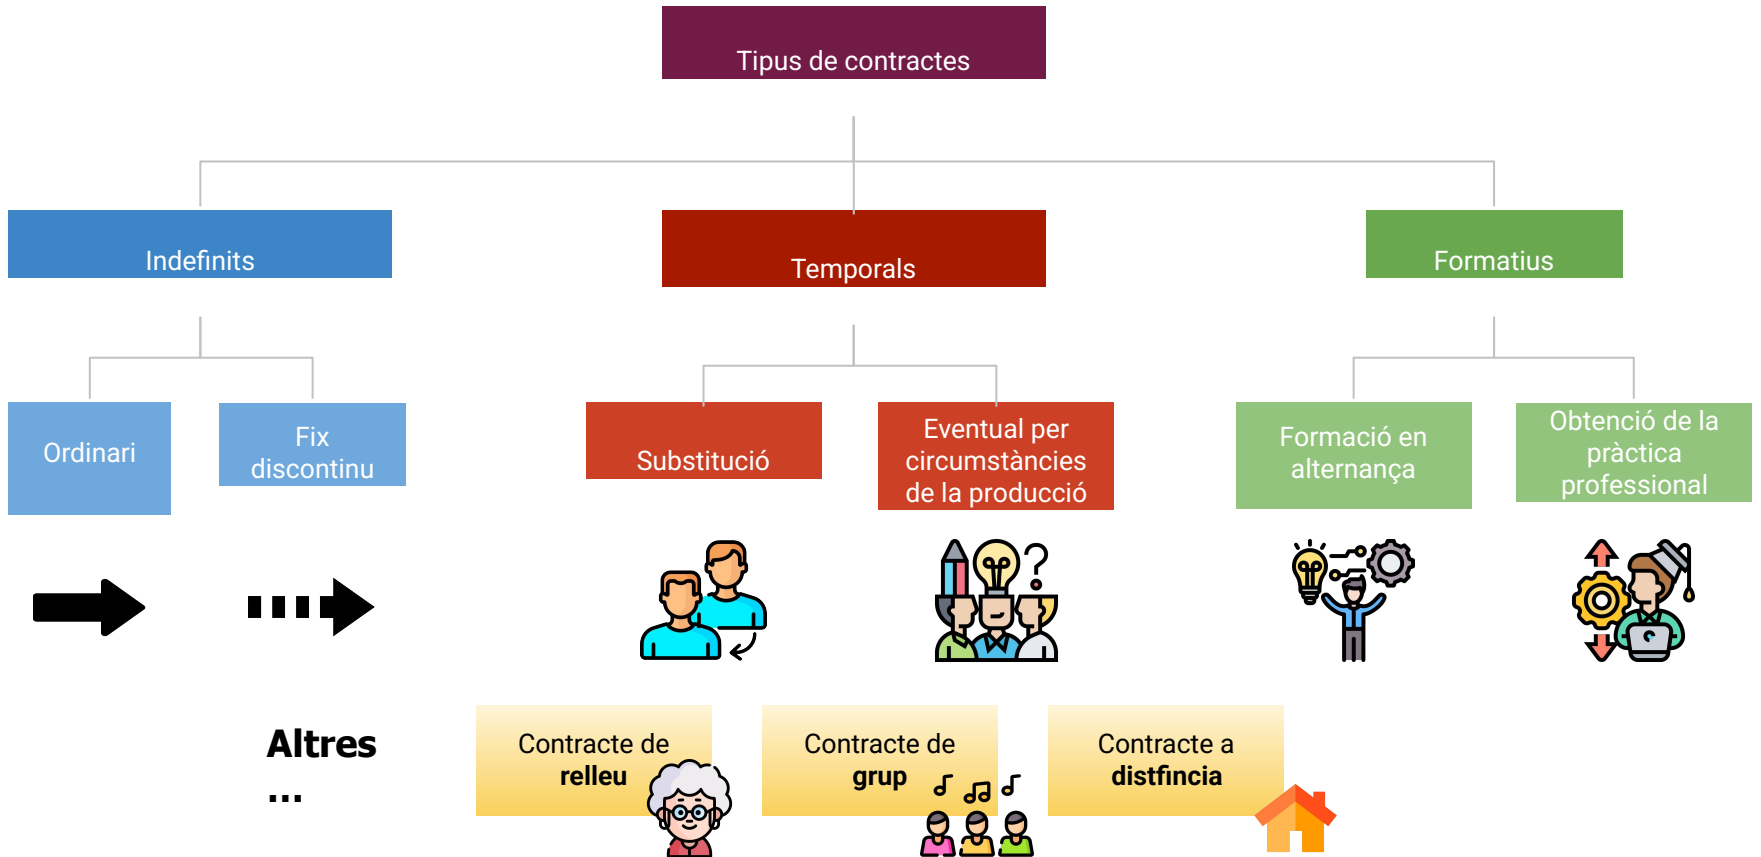 Tipus de contractes
Indefinits
Temporals
Formatius
Ordinari
Fix
discontinu
Substitució
Eventual per
circumstàncies
de la producció
Formació en
alternança
Obtenció de la
pràctica
professional
Altres
...
Contracte de
relleu
Contracte de
grup
Contracte a
distfincia